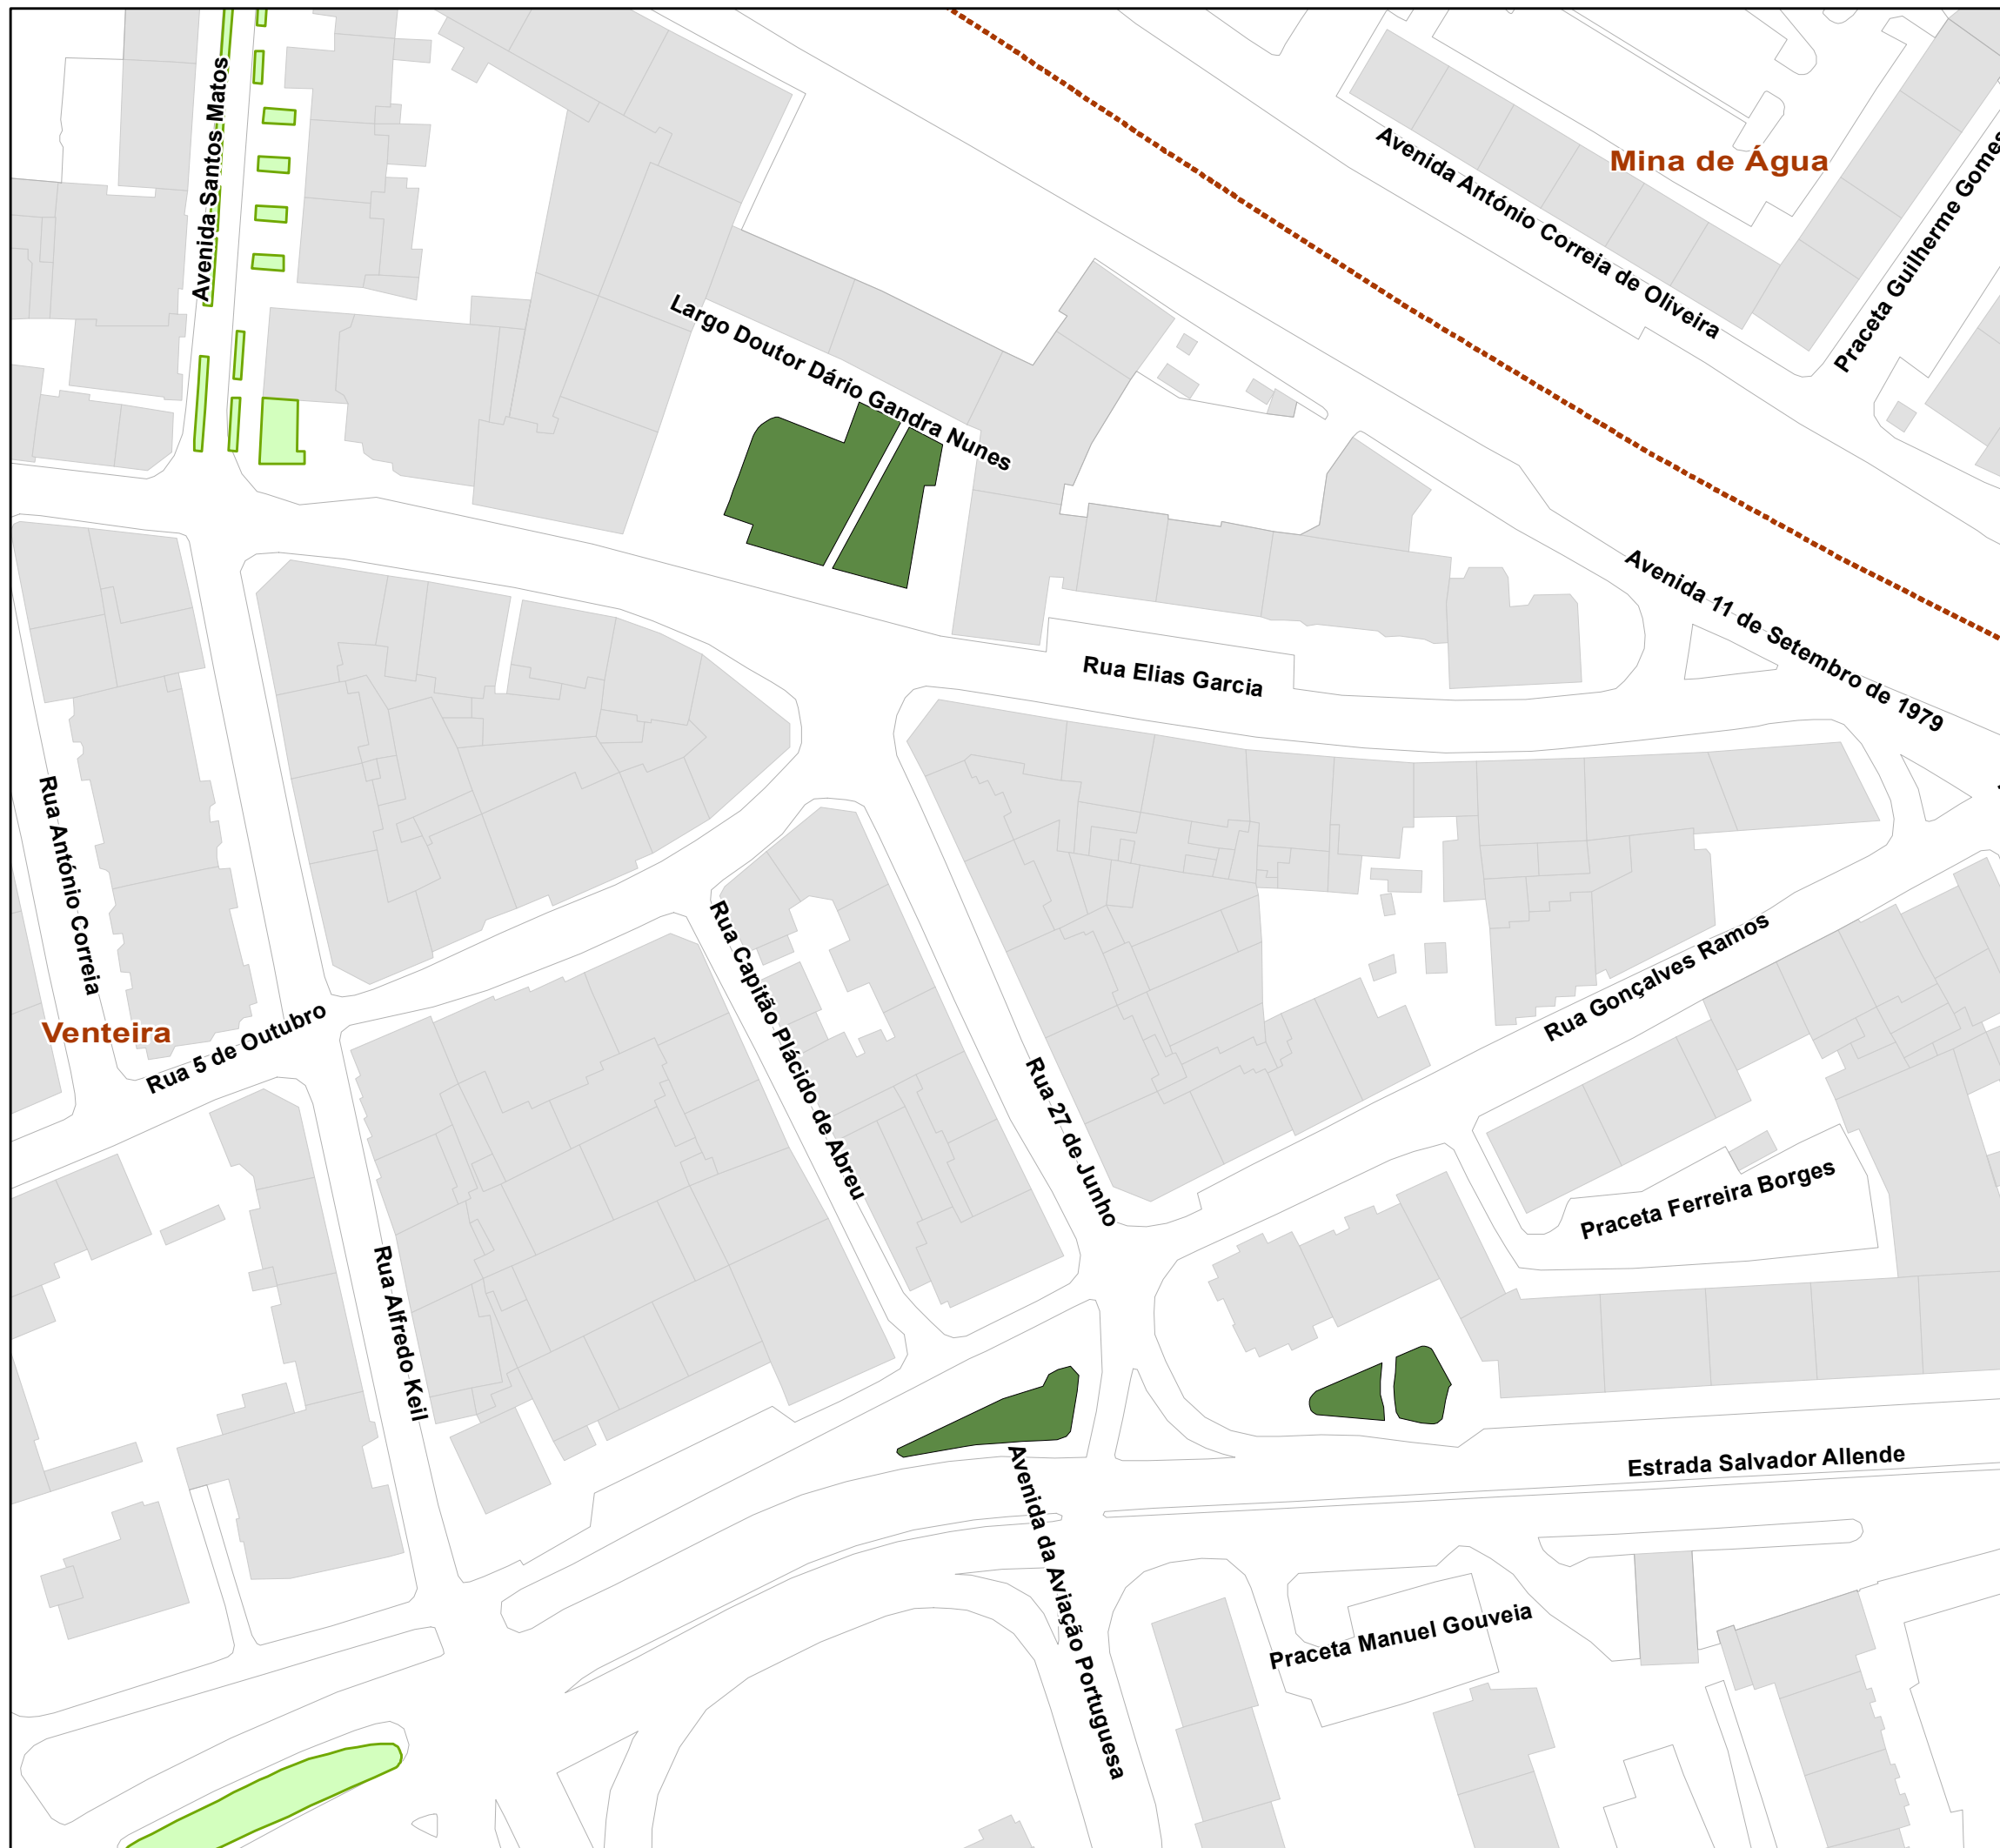 Avenida Santos Matos
Avenida António Correia de Oliveira
Mina de Água
Praceta Guilherme Gomes
Largo Doutor Dário Gandra Nunes
Avenida 11 de Setembro de 1979
Rua Elias Garcia
Rua António Correia
Rua Capitão Plácido de Abreu
Rua Gonçalves Ramos
Venteira
Rua 5 de Outubro
Rua 27 de Junho
Praceta Ferreira Borges
Rua Alfredo Keil
Avenida da Aviação Portuguesa
Estrada Salvador Allende
Praceta Manuel Gouveia